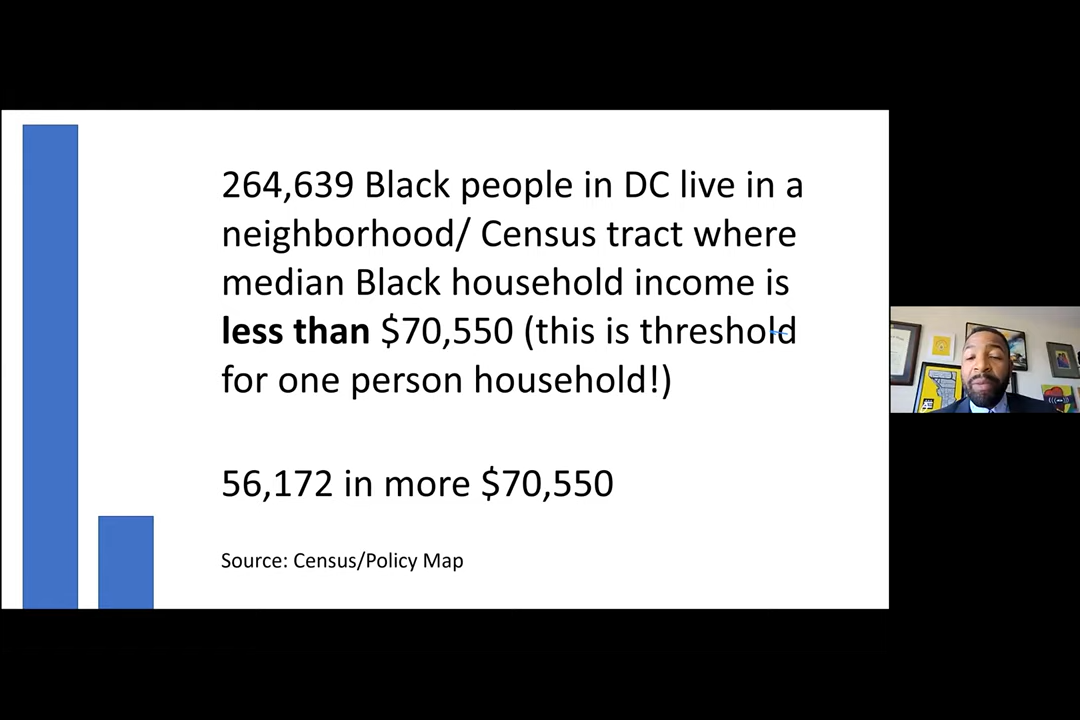 264,639 Black people in DC live in a
neighborhood/ Census tract where
median Black household income is
less than $70,550 (this is threshold
for one person household!)
56,172 in more $70,550
Source: Census/Policy Map